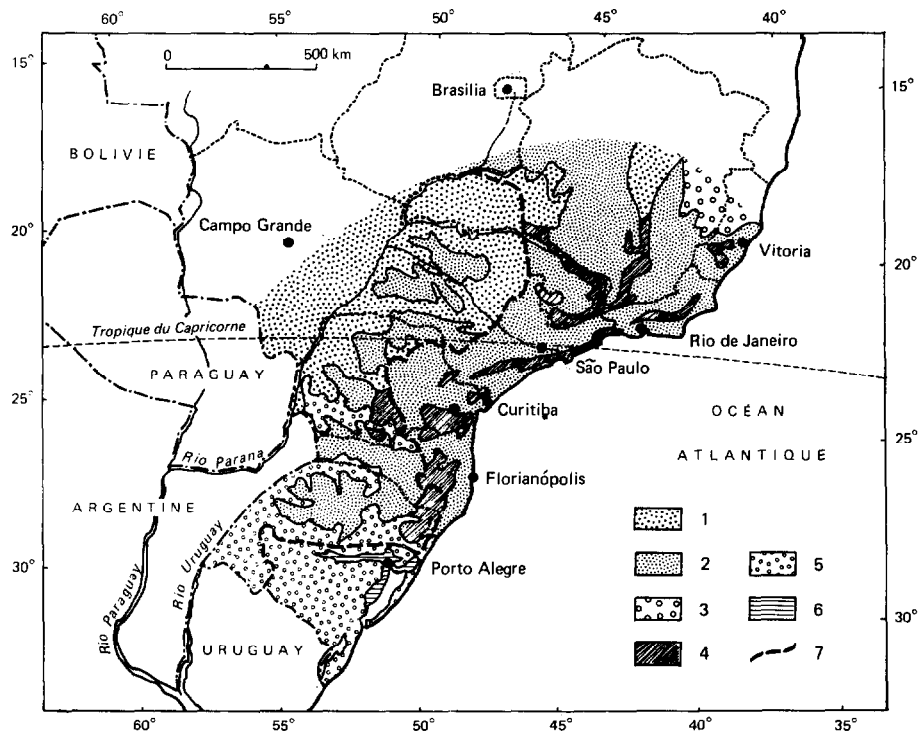 60° 55° 50° 45° 40°
0 500 km
15° 15°
Brasilia
BOLIVIE
Campo Grande
20° 20°
Vitoria
Tropique du Capricorne
Rio de Janeiro
São Paulo
PARAGUAY
25° 25°
Curitiba
OCÉAN
Rio Parana
ATLANTIQUE
Florianópolis
ARGENTINE
1
Rio Uruguay
30° 30°
Porto Alegre
2 5
Rio Paraguay
3 6
URUGUAY
4 7
60° 55° 50° 45° 40° 35°